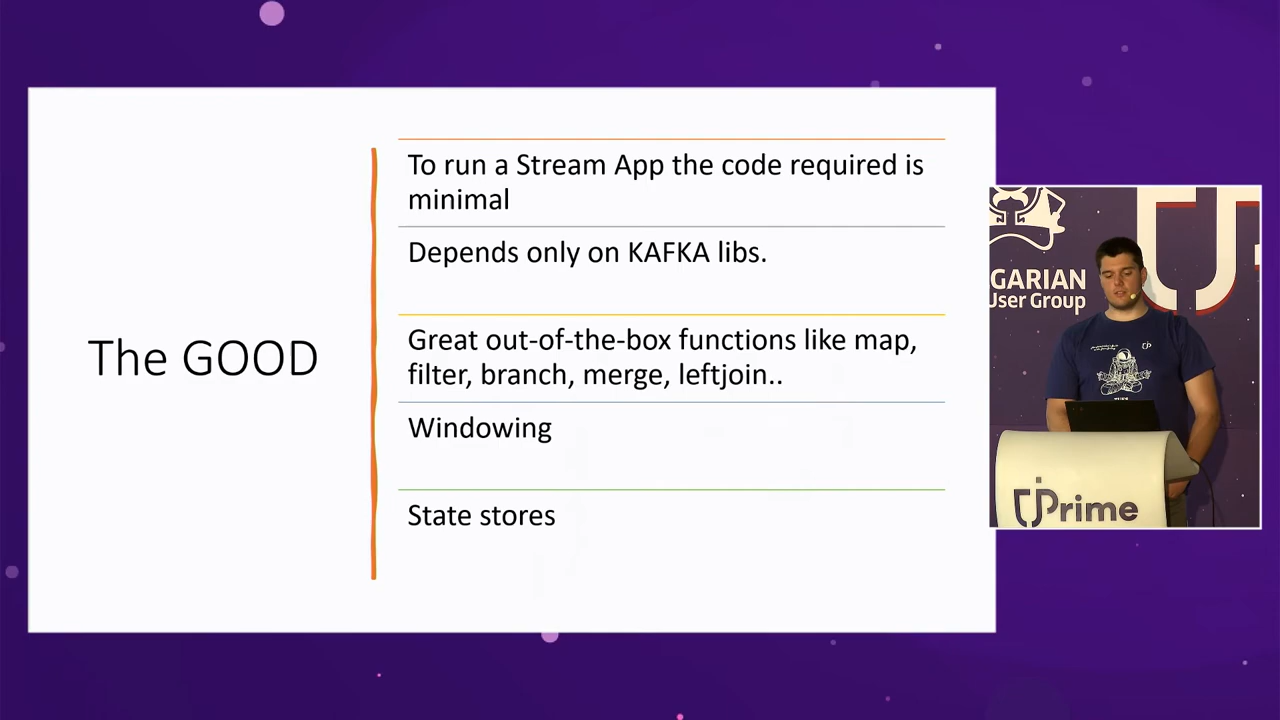 The GOOD
To run a Stream App the code required is
minimal
Depends only on KAFKA libs.
Great out-of-the-box functions like map,
filter, branch, merge, leftjoin..
Windowing
State stores
GARIAN
User Group
Prime